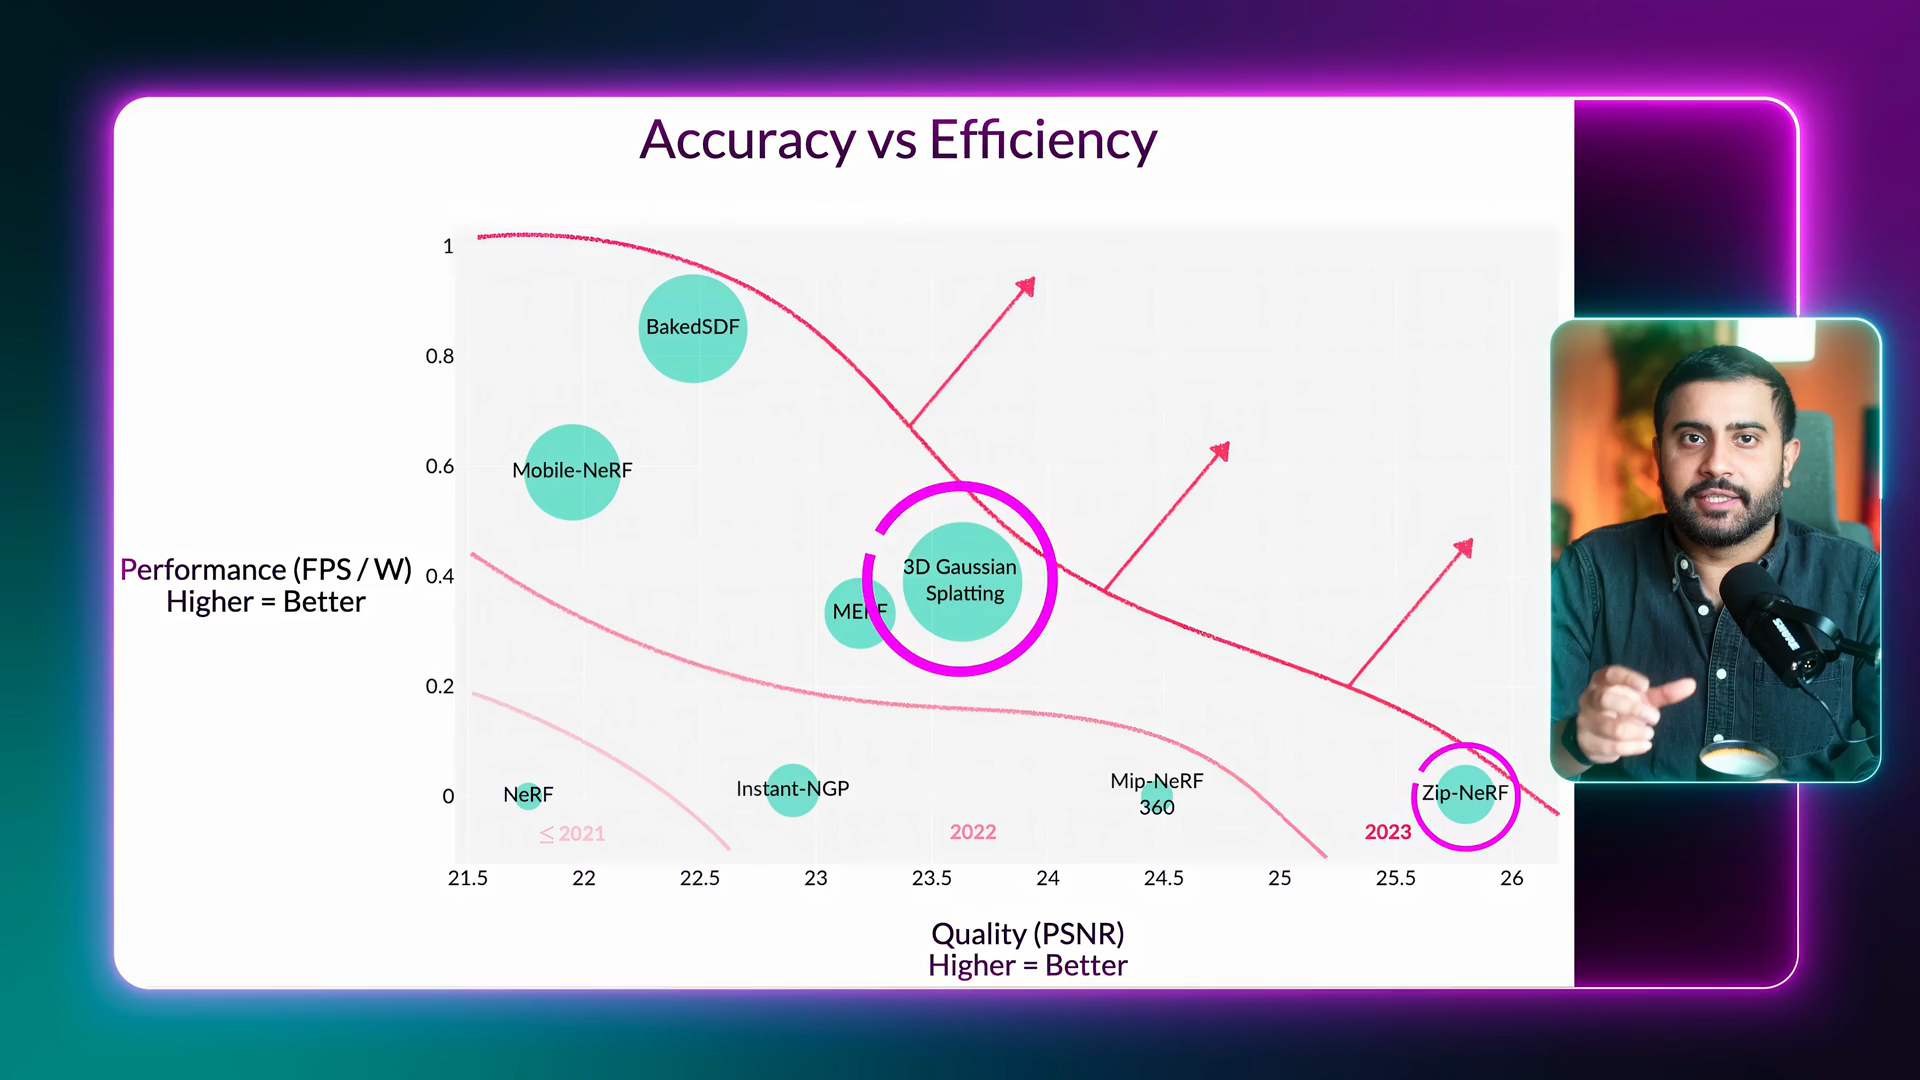 Accuracy vs Efficiency
1
0.8
0.6
0.4
0.2
0
Performance (FPS / W)
Higher = Better
BakedSDF
Mobile-NeRF
3D Gaussian
Splatting
MERF
NeRF
Instant-NGP
Mip-NeRF
360
Zip-NeRF
≤ 2021
2022
2023
21.5
22
22.5
23
23.5
24
24.5
25
25.5
26
Quality (PSNR)
Higher = Better
SHURE